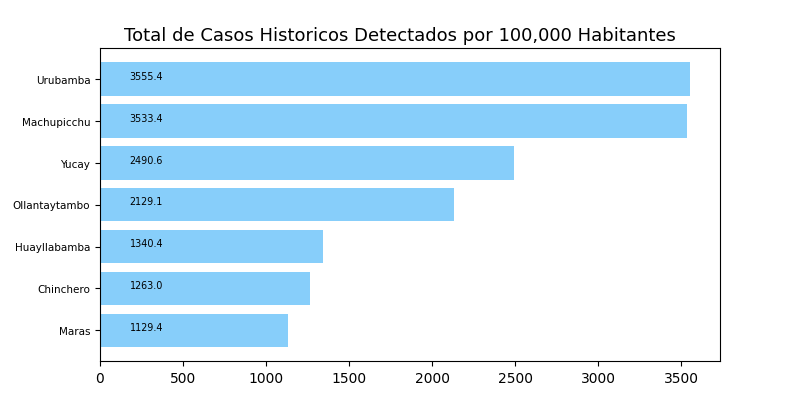 Total de Casos Historicos Detectados por 100,000 Habitantes
Urubamba 3555.4
Machupicchu 3533.4
Yucay 2490.6
Ollantaytambo 2129.1
Huayllabamba 1340.4
Chinchero 1263.0
Maras 1129.4
0 500 1000 1500 2000 2500 3000 3500